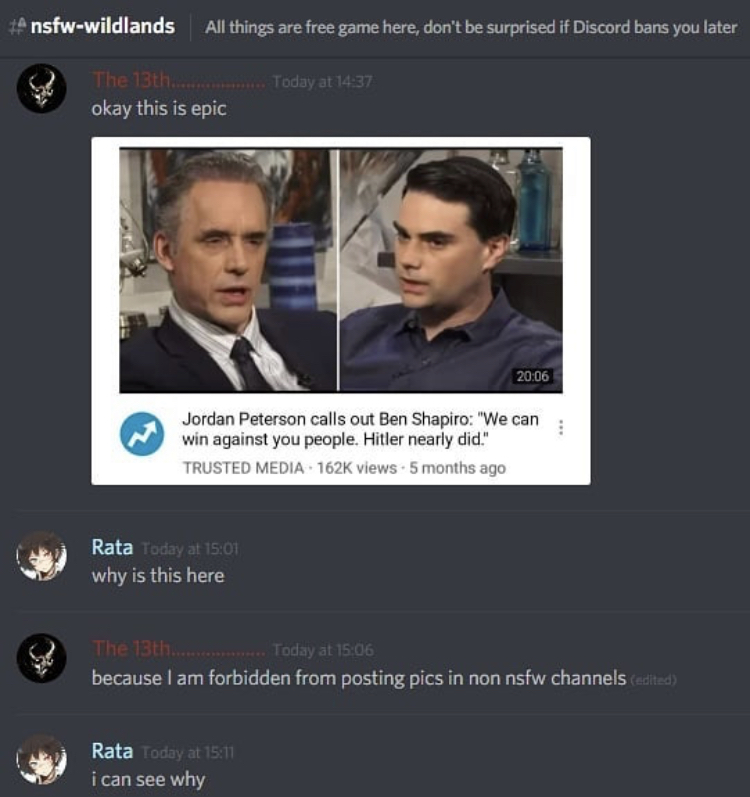 # nsfw-wildlands All things are free game here, don't be surprised if Discord bans you later
The 13th................... Today at 14:37
okay this is epic
20:06
Jordan Peterson calls out Ben Shapiro: "We can
win against you people. Hitler nearly did."
TRUSTED MEDIA · 162K views · 5 months ago
Rata Today at 15:01
why is this here
The 13th................... Today at 15:06
because I am forbidden from posting pics in non nsfw channels (edited)
Rata Today at 15:11
i can see why